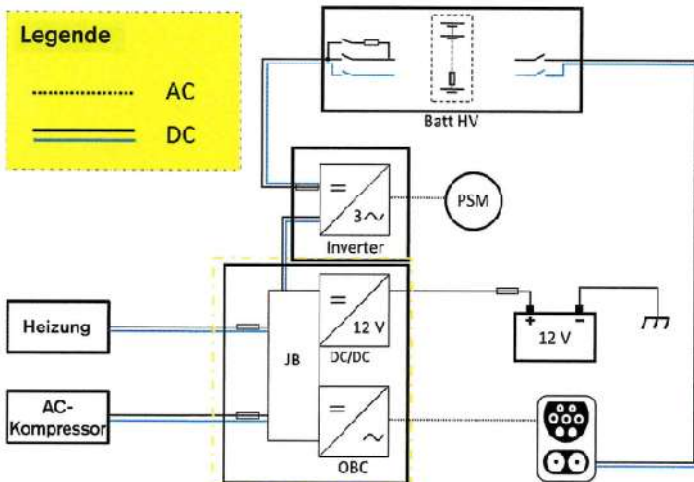 Legende
AC
DC
Batt HV
3
PSM
Inverter
Heizung
12 V
+ -
12 V
DC/DC
JB
AC-
Kompressor
OBC